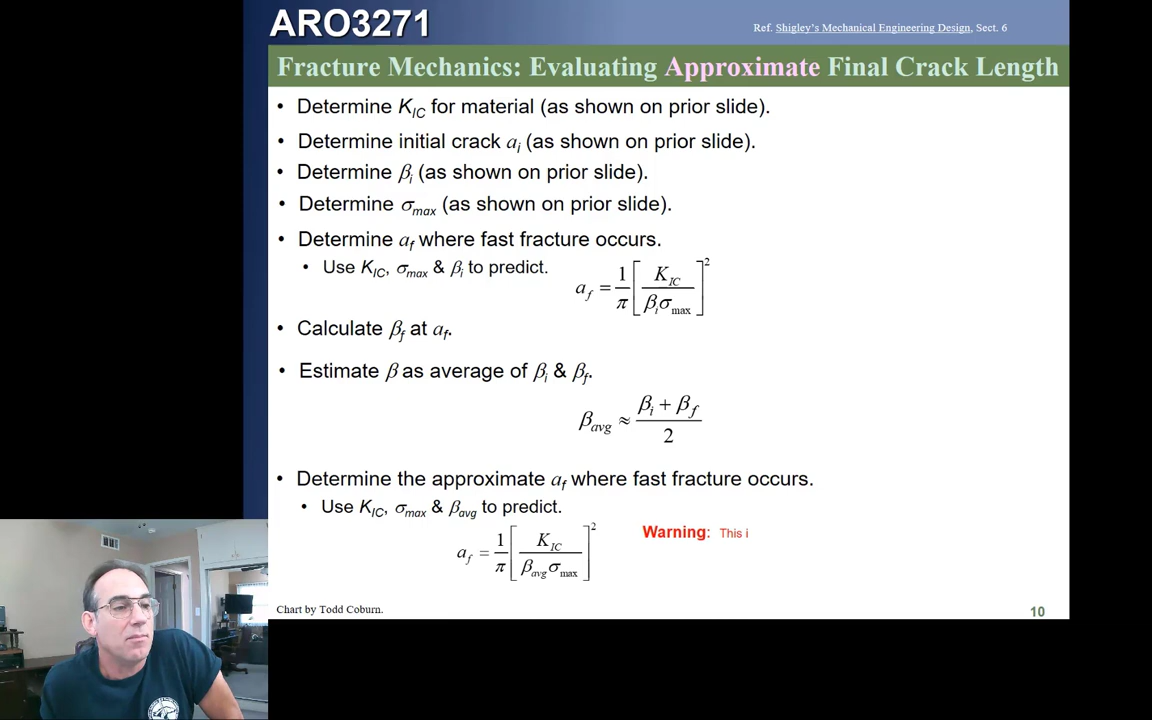 ARO3271
Ref. Shigley's Mechanical Engineering Design, Sect. 6
Fracture Mechanics: Evaluating Approximate Final Crack Length
• Determine K_IC for material (as shown on prior slide).
• Determine initial crack a_i (as shown on prior slide).
• Determine β_i (as shown on prior slide).
• Determine σ_max (as shown on prior slide).
• Determine a_f where fast fracture occurs.
• Use K_IC, σ_max & β_i to predict.
a_f = 1/π [K_IC / β_i σ_max]^2
• Calculate β_f at a_f.
• Estimate β as average of β_i & β_f.
β_avg ≈ (β_i + β_f) / 2
• Determine the approximate a_f where fast fracture occurs.
• Use K_IC, σ_max & β_avg to predict.
a_f = 1/π [K_IC / β_avg σ_max]^2
Warning: This i
Chart by Todd Coburn.
10